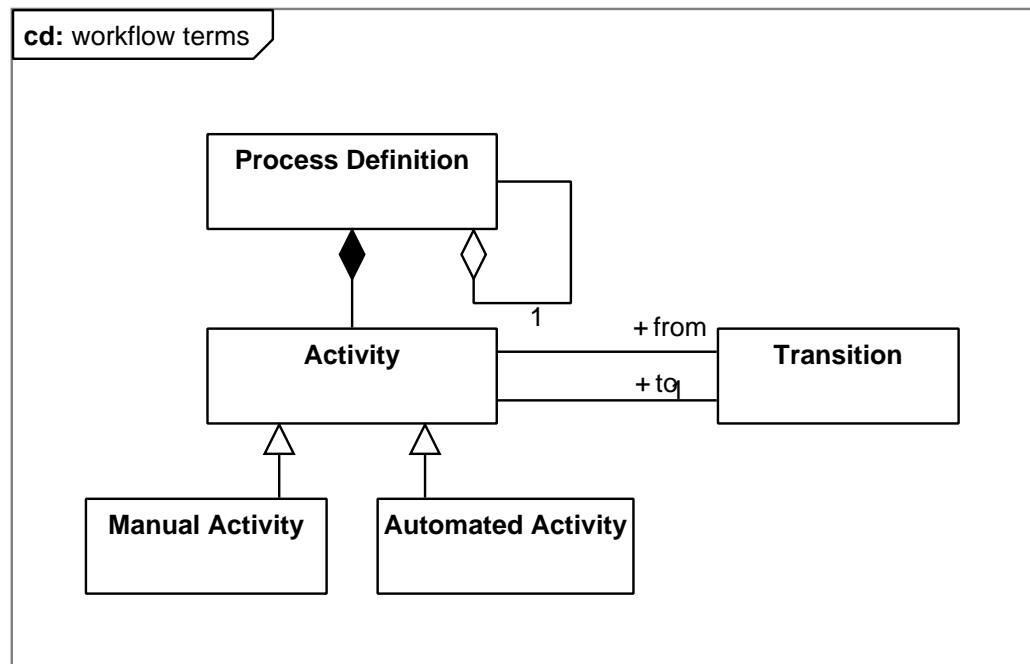 cd: workflow terms
Process Definition
1
+ from
Activity
Transition
+ to
1
Manual Activity
Automated Activity